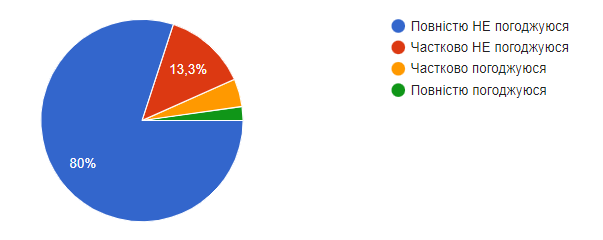 Повністю НЕ погоджуюся
Частково НЕ погоджуюся
Частково погоджуюся
Повністю погоджуюся
13,3%
80%